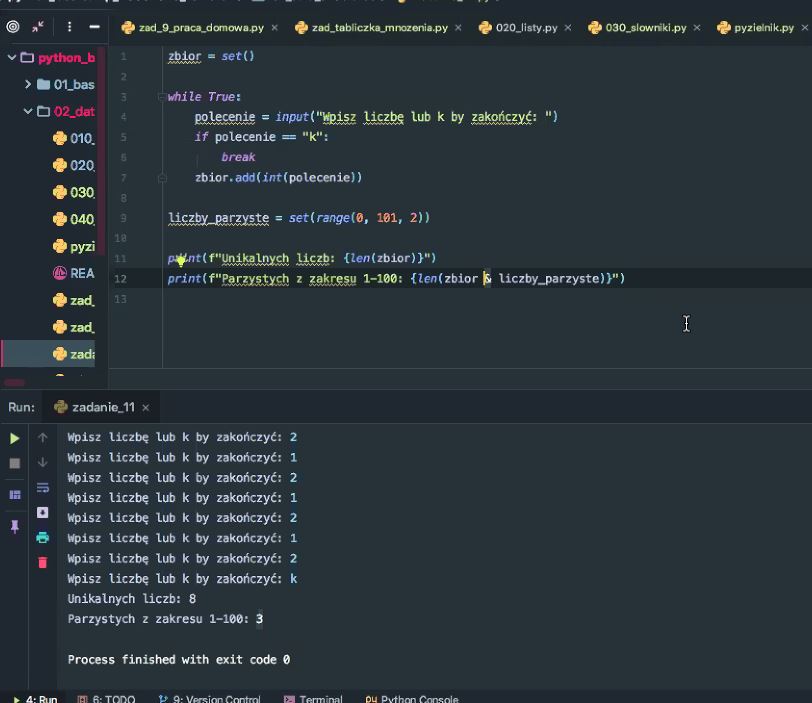 zad_9_praca_domowa.py × zad_tabliczka_mnozenia.py × 020_listy.py × 030_slowniki.py × pyzielnik.py ×
python_b
01_bas
02_dat
010_
020_
030_
040_
pyzi
REA
zad_
zad_
zada
1 zbior = set()
2
3 while True:
4 polecenie = input("Wpisz liczbę lub k by zakończyć: ")
5 if polecenie == "k":
6 break
7 zbior.add(int(polecenie))
8
9 liczby_parzyste = set(range(0, 101, 2))
10
11 print(f"Unikalnych liczb: {len(zbior)}")
12 print(f"Parzystych z zakresu 1-100: {len(zbior & liczby_parzyste)}")
13
Run: zadanie_11 ×
Wpisz liczbę lub k by zakończyć: 2
Wpisz liczbę lub k by zakończyć: 1
Wpisz liczbę lub k by zakończyć: 2
Wpisz liczbę lub k by zakończyć: 1
Wpisz liczbę lub k by zakończyć: 2
Wpisz liczbę lub k by zakończyć: 1
Wpisz liczbę lub k by zakończyć: 2
Wpisz liczbę lub k by zakończyć: k
Unikalnych liczb: 8
Parzystych z zakresu 1-100: 3
Process finished with exit code 0
4: Run 6: TODO 9: Version Control Terminal Python Console